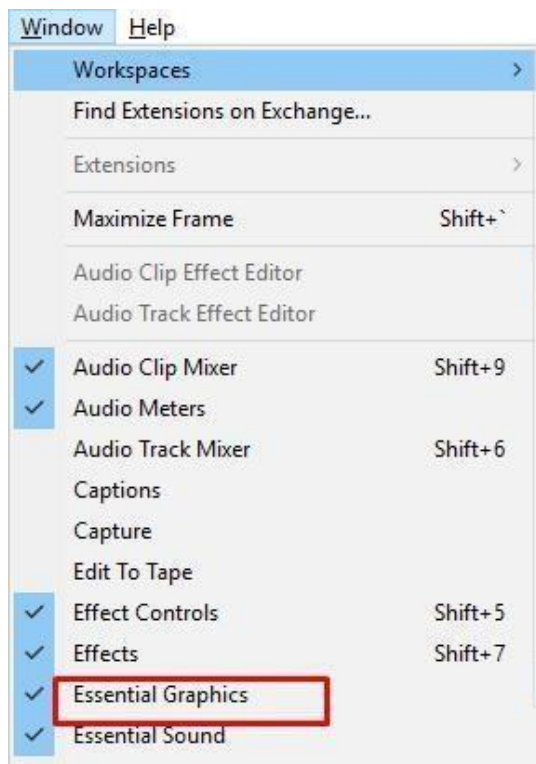 Window Help
Workspaces
Find Extensions on Exchange...
Extensions
Maximize Frame Shift+`
Audio Clip Effect Editor
Audio Track Effect Editor
Audio Clip Mixer Shift+9
Audio Meters
Audio Track Mixer Shift+6
Captions
Capture
Edit To Tape
Effect Controls Shift+5
Effects Shift+7
Essential Graphics
Essential Sound